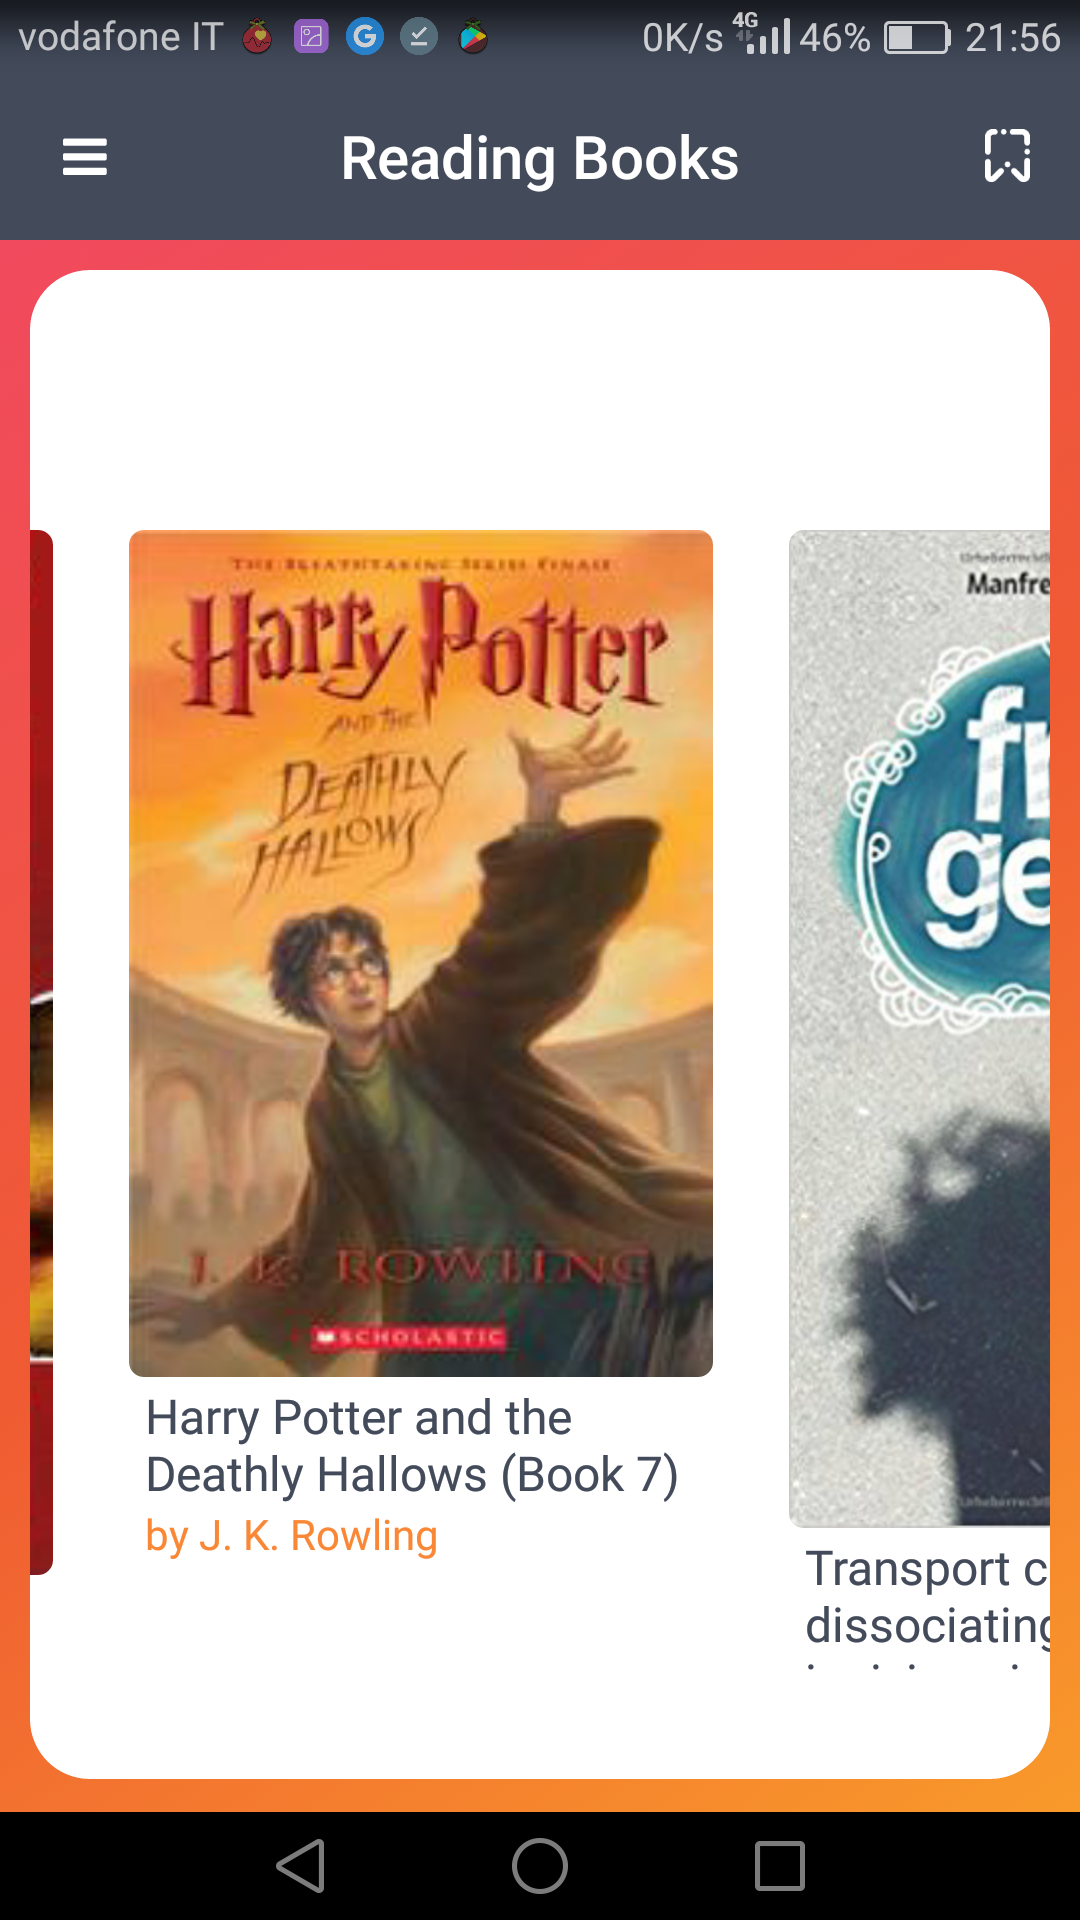 vodafone IT
0K/s 4G 46% 21:56
Reading Books
THE BREATHTAKING SERIES FINALE
Harry Potter
AND THE
DEATHLY
HALLOWS
J. K. ROWLING
SCHOLASTIC
Harry Potter and the
Deathly Hallows (Book 7)
by J. K. Rowling
Manfre
ge
Transport c
dissociating